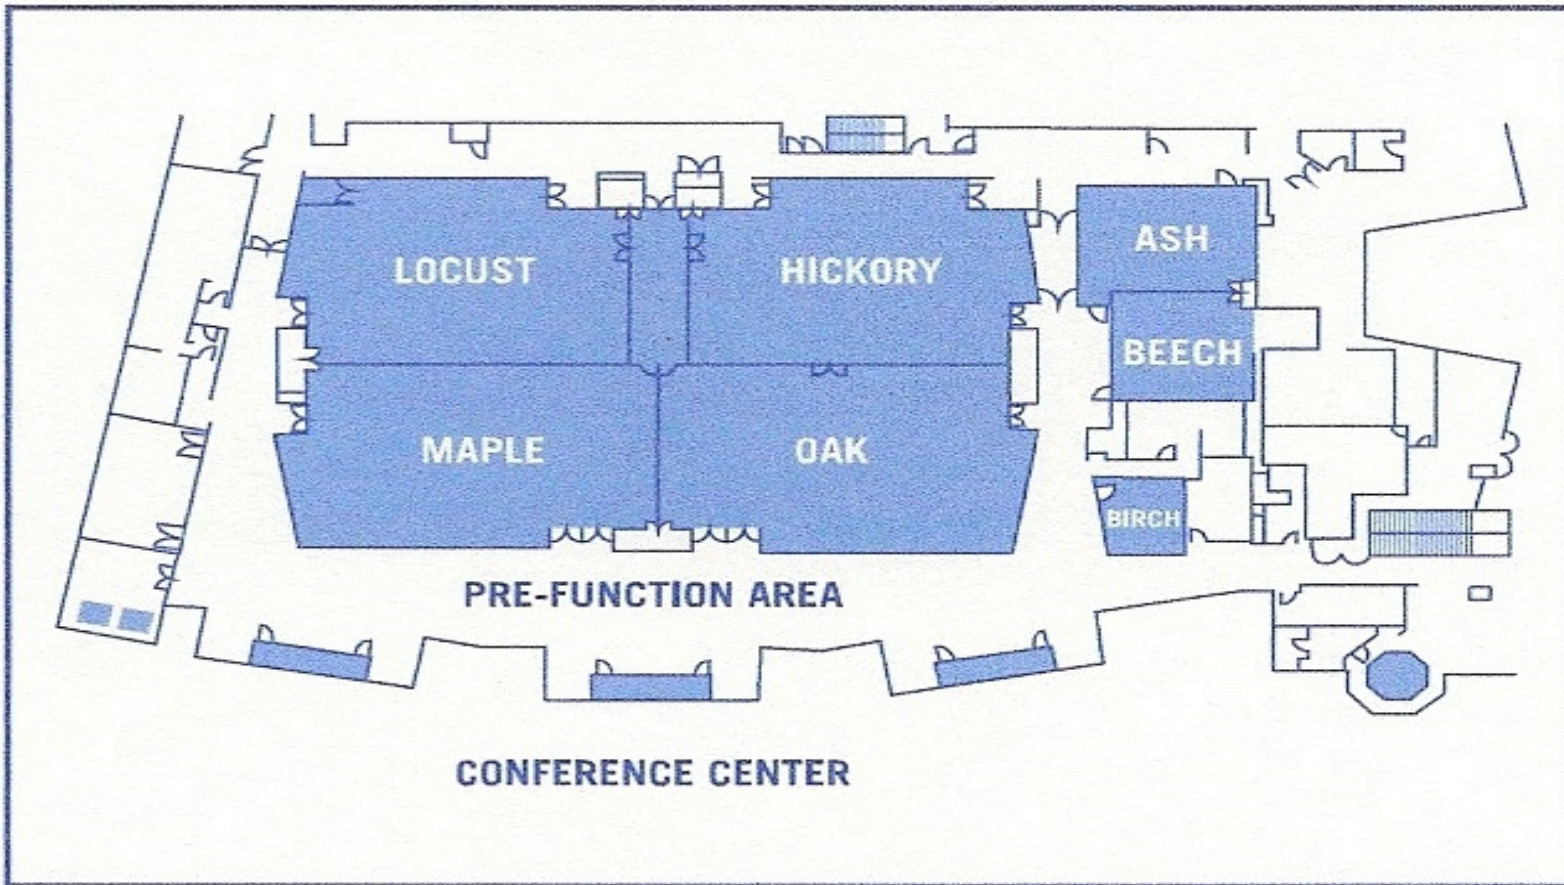 LOCUST
HICKORY
ASH
BEECH
MAPLE
OAK
BIRCH
PRE-FUNCTION AREA
CONFERENCE CENTER